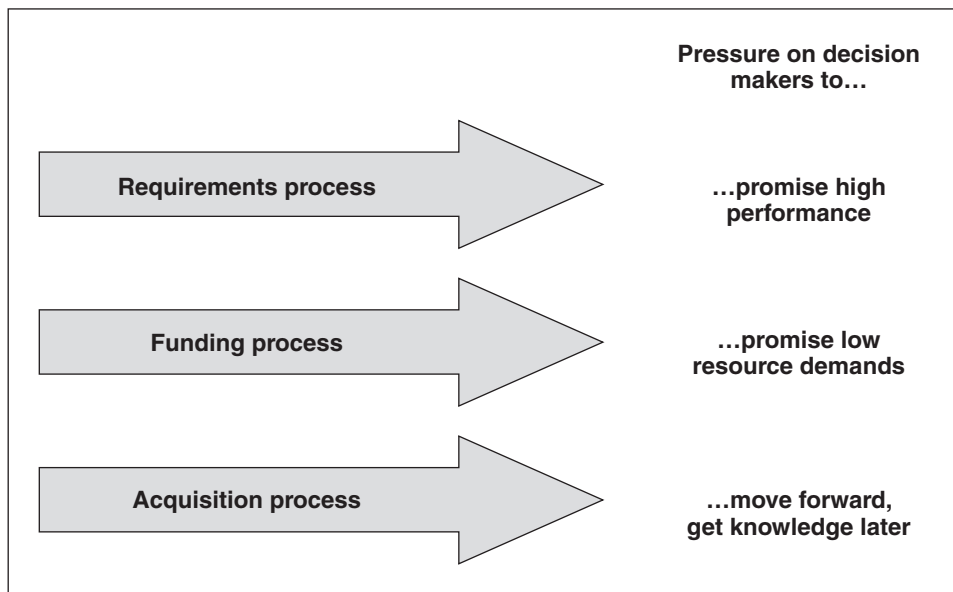 Pressure on decision
makers to…
Requirements process
…promise high
performance
Funding process
…promise low
resource demands
Acquisition process
…move forward,
get knowledge later